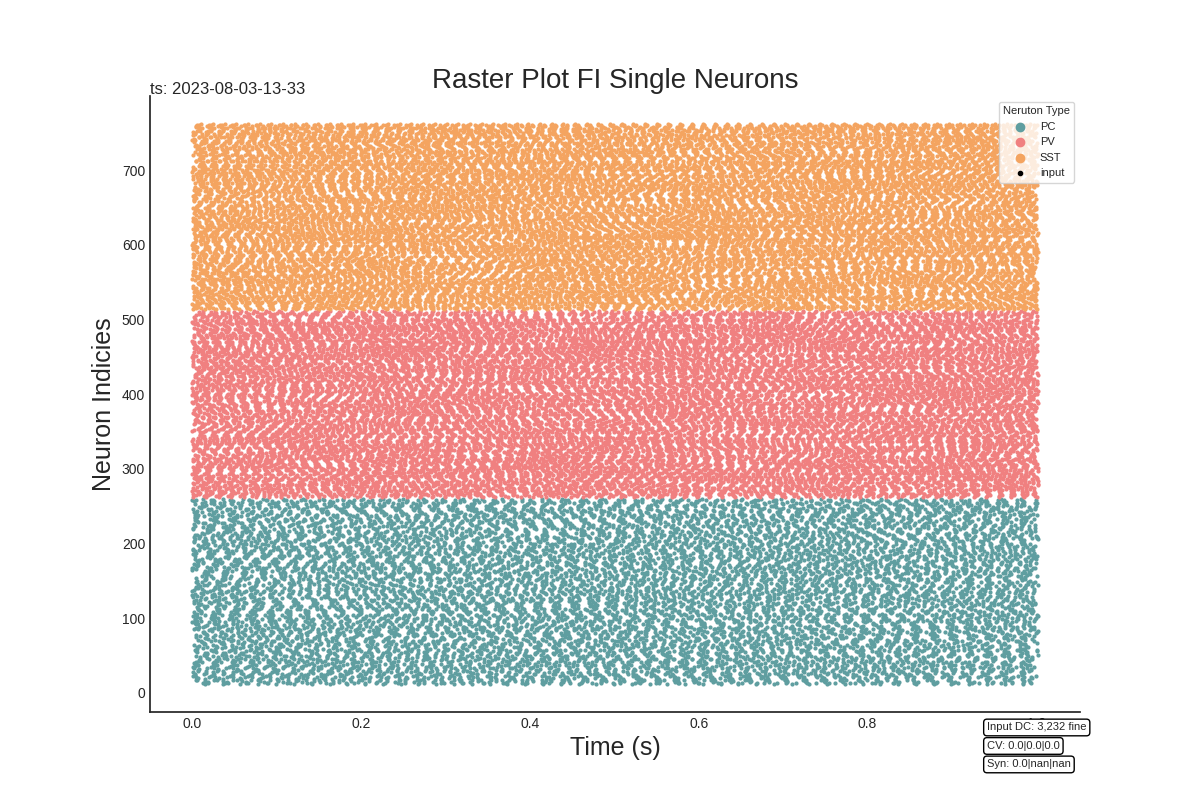 Raster Plot FI Single Neurons
ts: 2023-08-03-13-33
Neruton Type
PC
PV
SST
input
Neuron Indicies
700
600
500
400
300
200
100
0
0.0 0.2 0.4 0.6 0.8
Time (s)
Input DC: 3,232 fine
CV: 0.0|0.0|0.0
Syn: 0.0|nan|nan